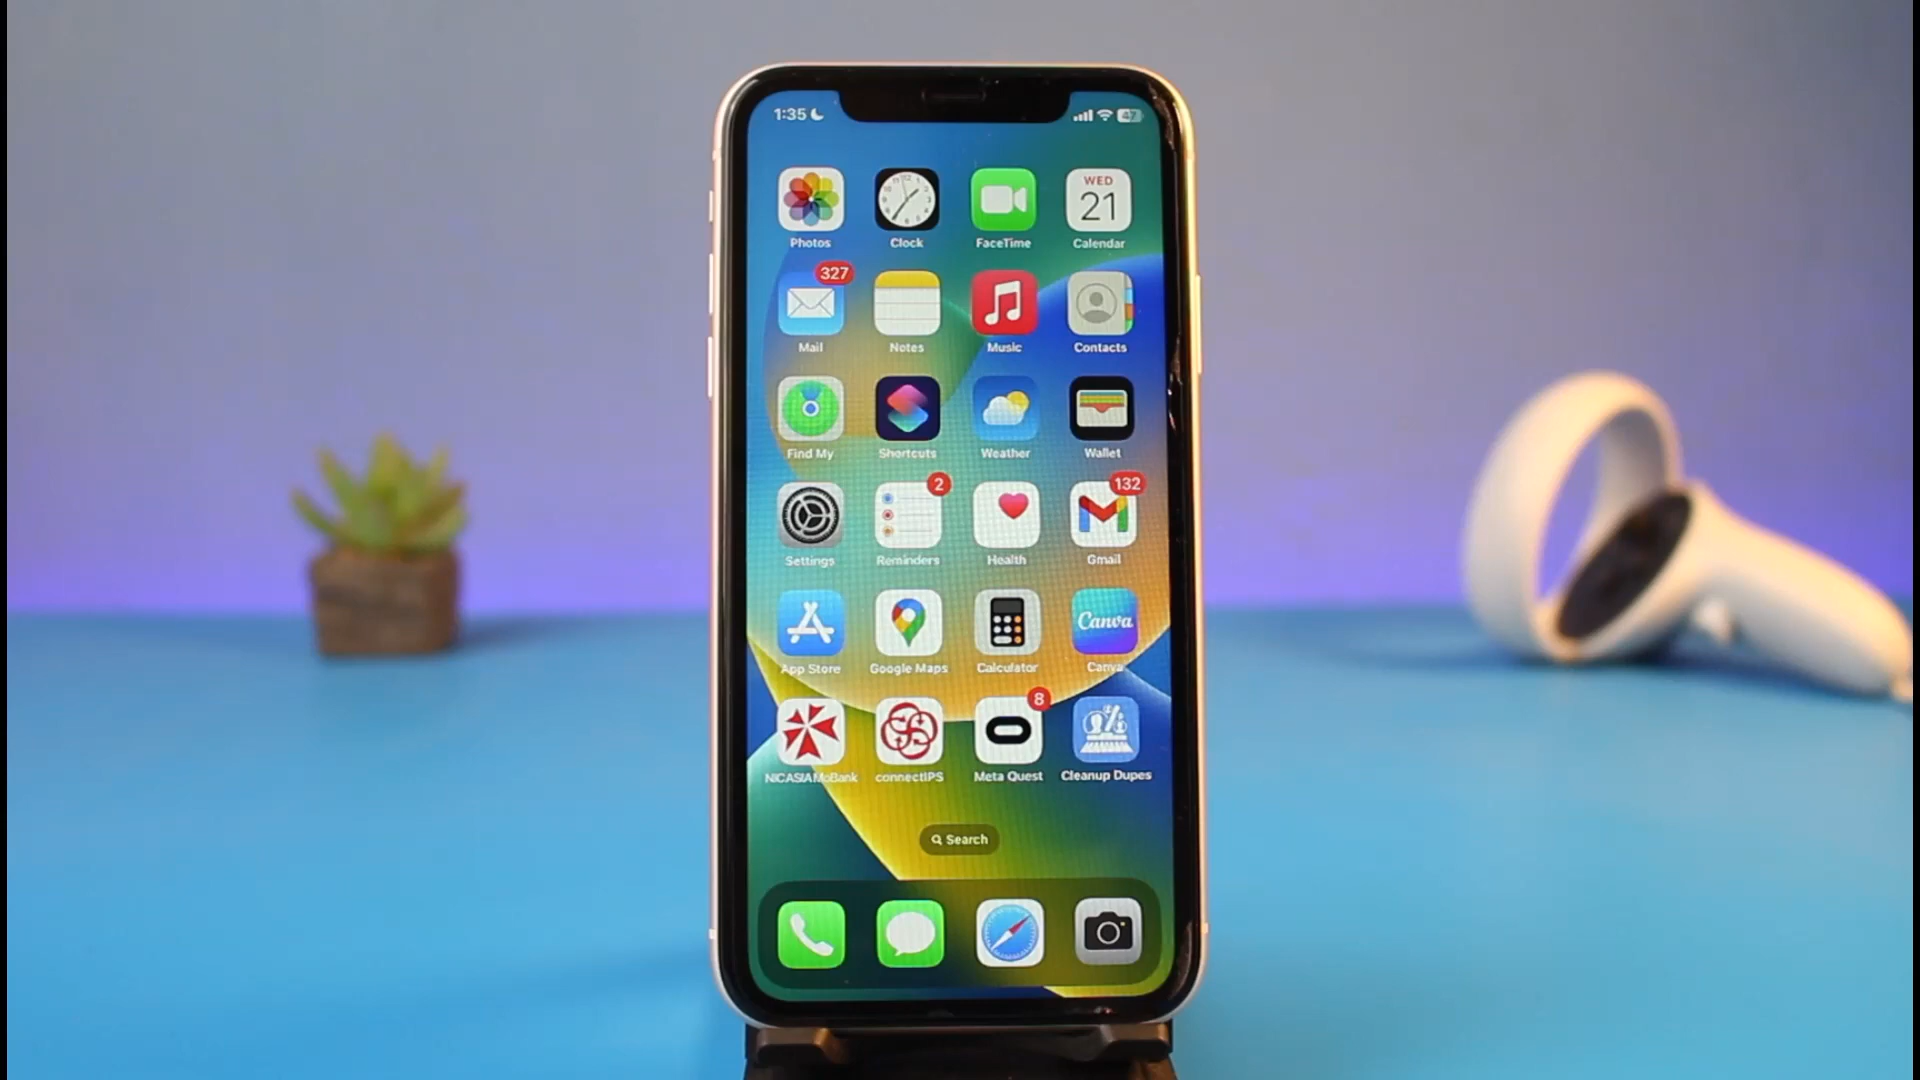 1:35
47
WED
21
Photos
Clock
FaceTime
Calendar
327
Mail
Notes
Music
Contacts
Find My
Shortcuts
Weather
Wallet
2
132
Settings
Reminders
Health
Gmail
Canva
App Store
Google Maps
Calculator
Canva
8
NICASIAMoBank
connectIPS
Meta Quest
Cleanup Dupes
Search